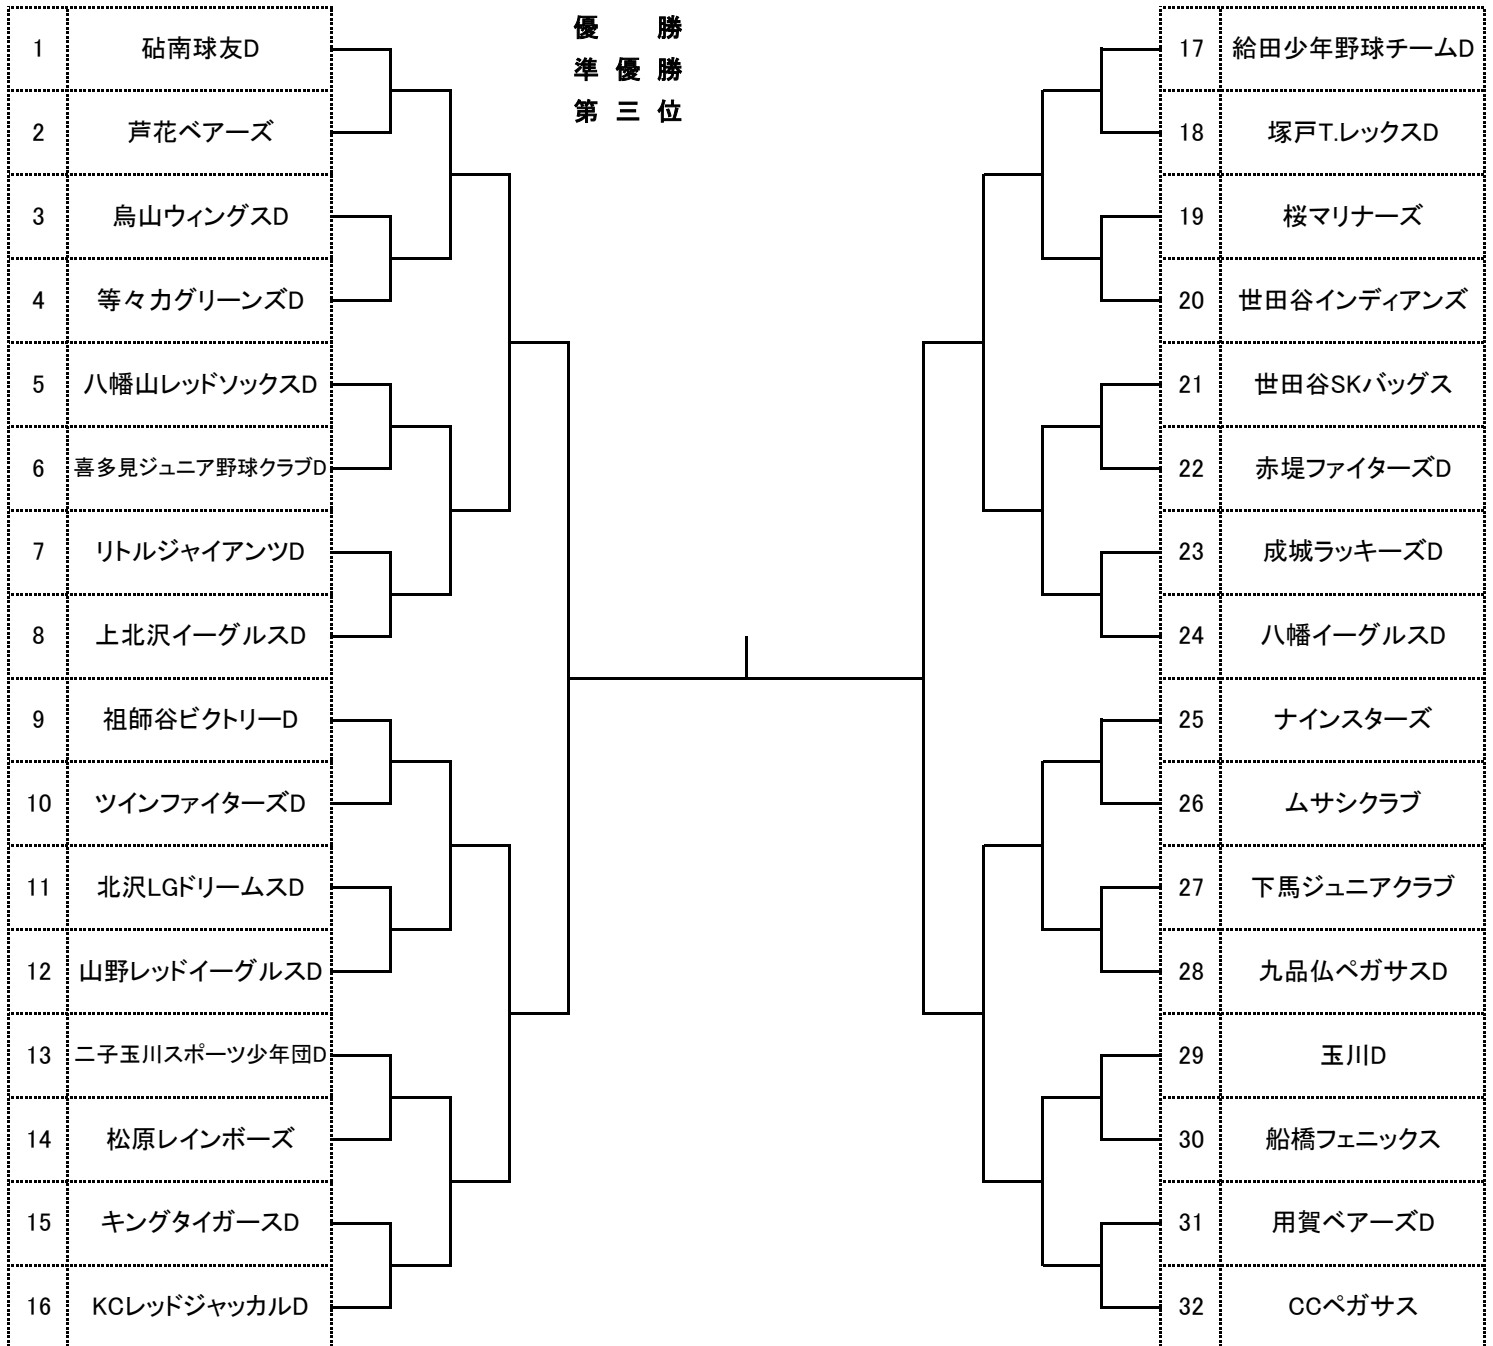 優 勝
準 優 勝
第 三 位
1 砧南球友D
2 芦花ベアーズ
3 烏山ウィングスD
4 等々力グリーンズD
5 八幡山レッドソックスD
6 喜多見ジュニア野球クラブD
7 リトルジャイアンツD
8 上北沢イーグルスD
9 祖師谷ビクトリーD
10 ツインファイターズD
11 北沢LGドリームスD
12 山野レッドイーグルスD
13 二子玉川スポーツ少年団D
14 松原レインボーズ
15 キングタイガースD
16 KCレッドジャッカルD
17 給田少年野球チームD
18 塚戸T.レックスD
19 桜マリナーズ
20 世田谷インディアンズ
21 世田谷SKバッグス
22 赤堤ファイターズD
23 成城ラッキーズD
24 八幡イーグルスD
25 ナインスターズ
26 ムサシクラブ
27 下馬ジュニアクラブ
28 九品仏ペガサスD
29 玉川D
30 船橋フェニックス
31 用賀ベアーズD
32 CCペガサス